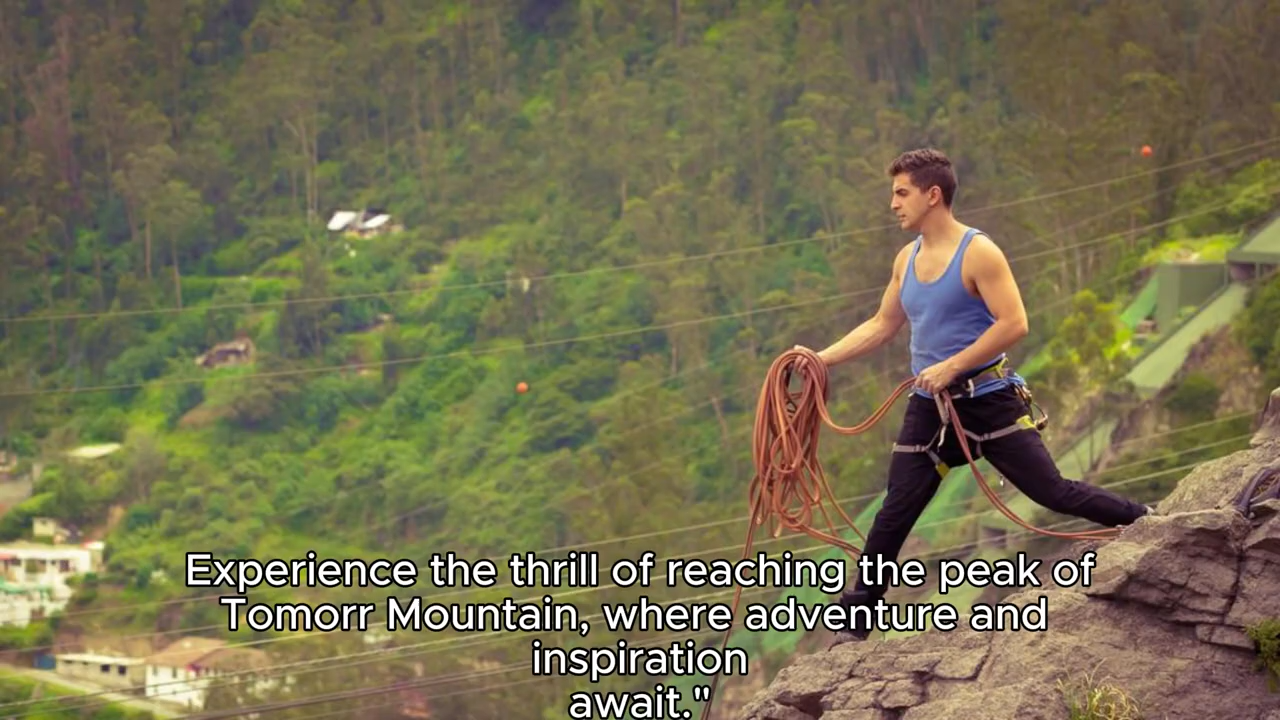 Experience the thrill of reaching the peak of
Tomorr Mountain, where adventure and
inspiration
await."